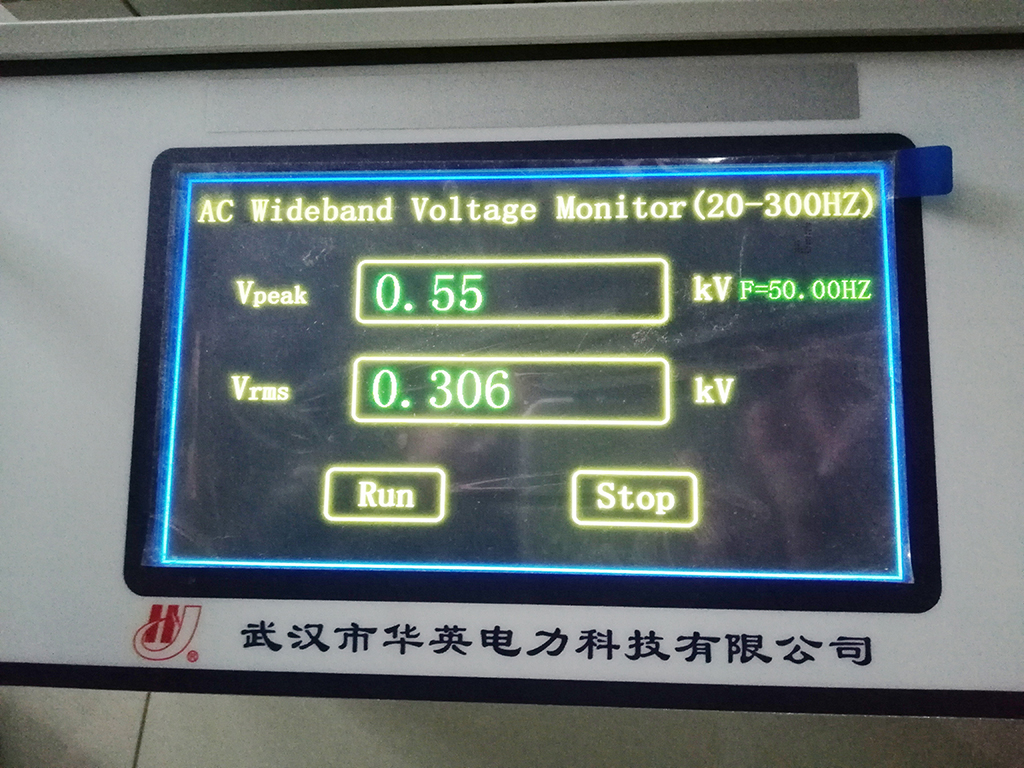 AC Wideband Voltage Monitor(20-300HZ)
Vpeak 0.55 kV F=50.00HZ
Vrms 0.306 kV
Run Stop
HY® 武汉市华英电力科技有限公司